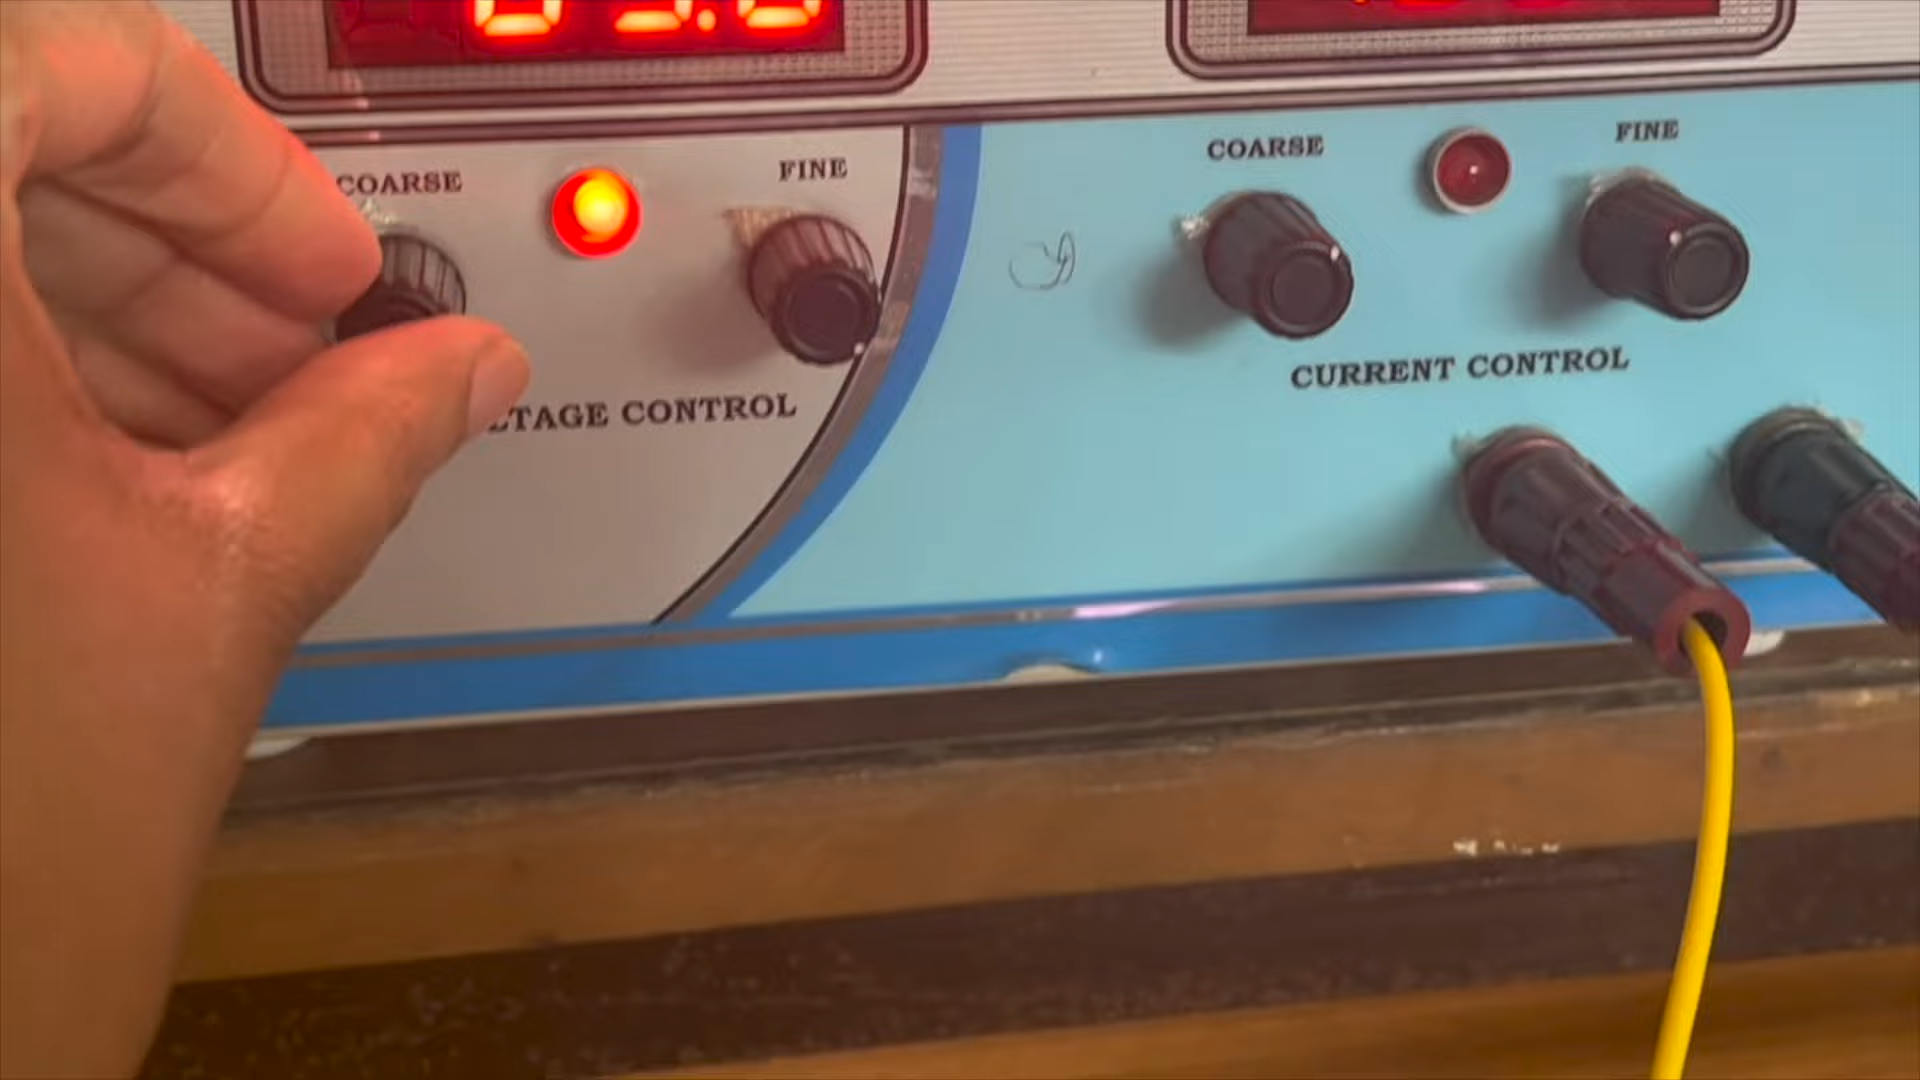 COARSE
FINE
COARSE
FINE
TAGE CONTROL
CURRENT CONTROL